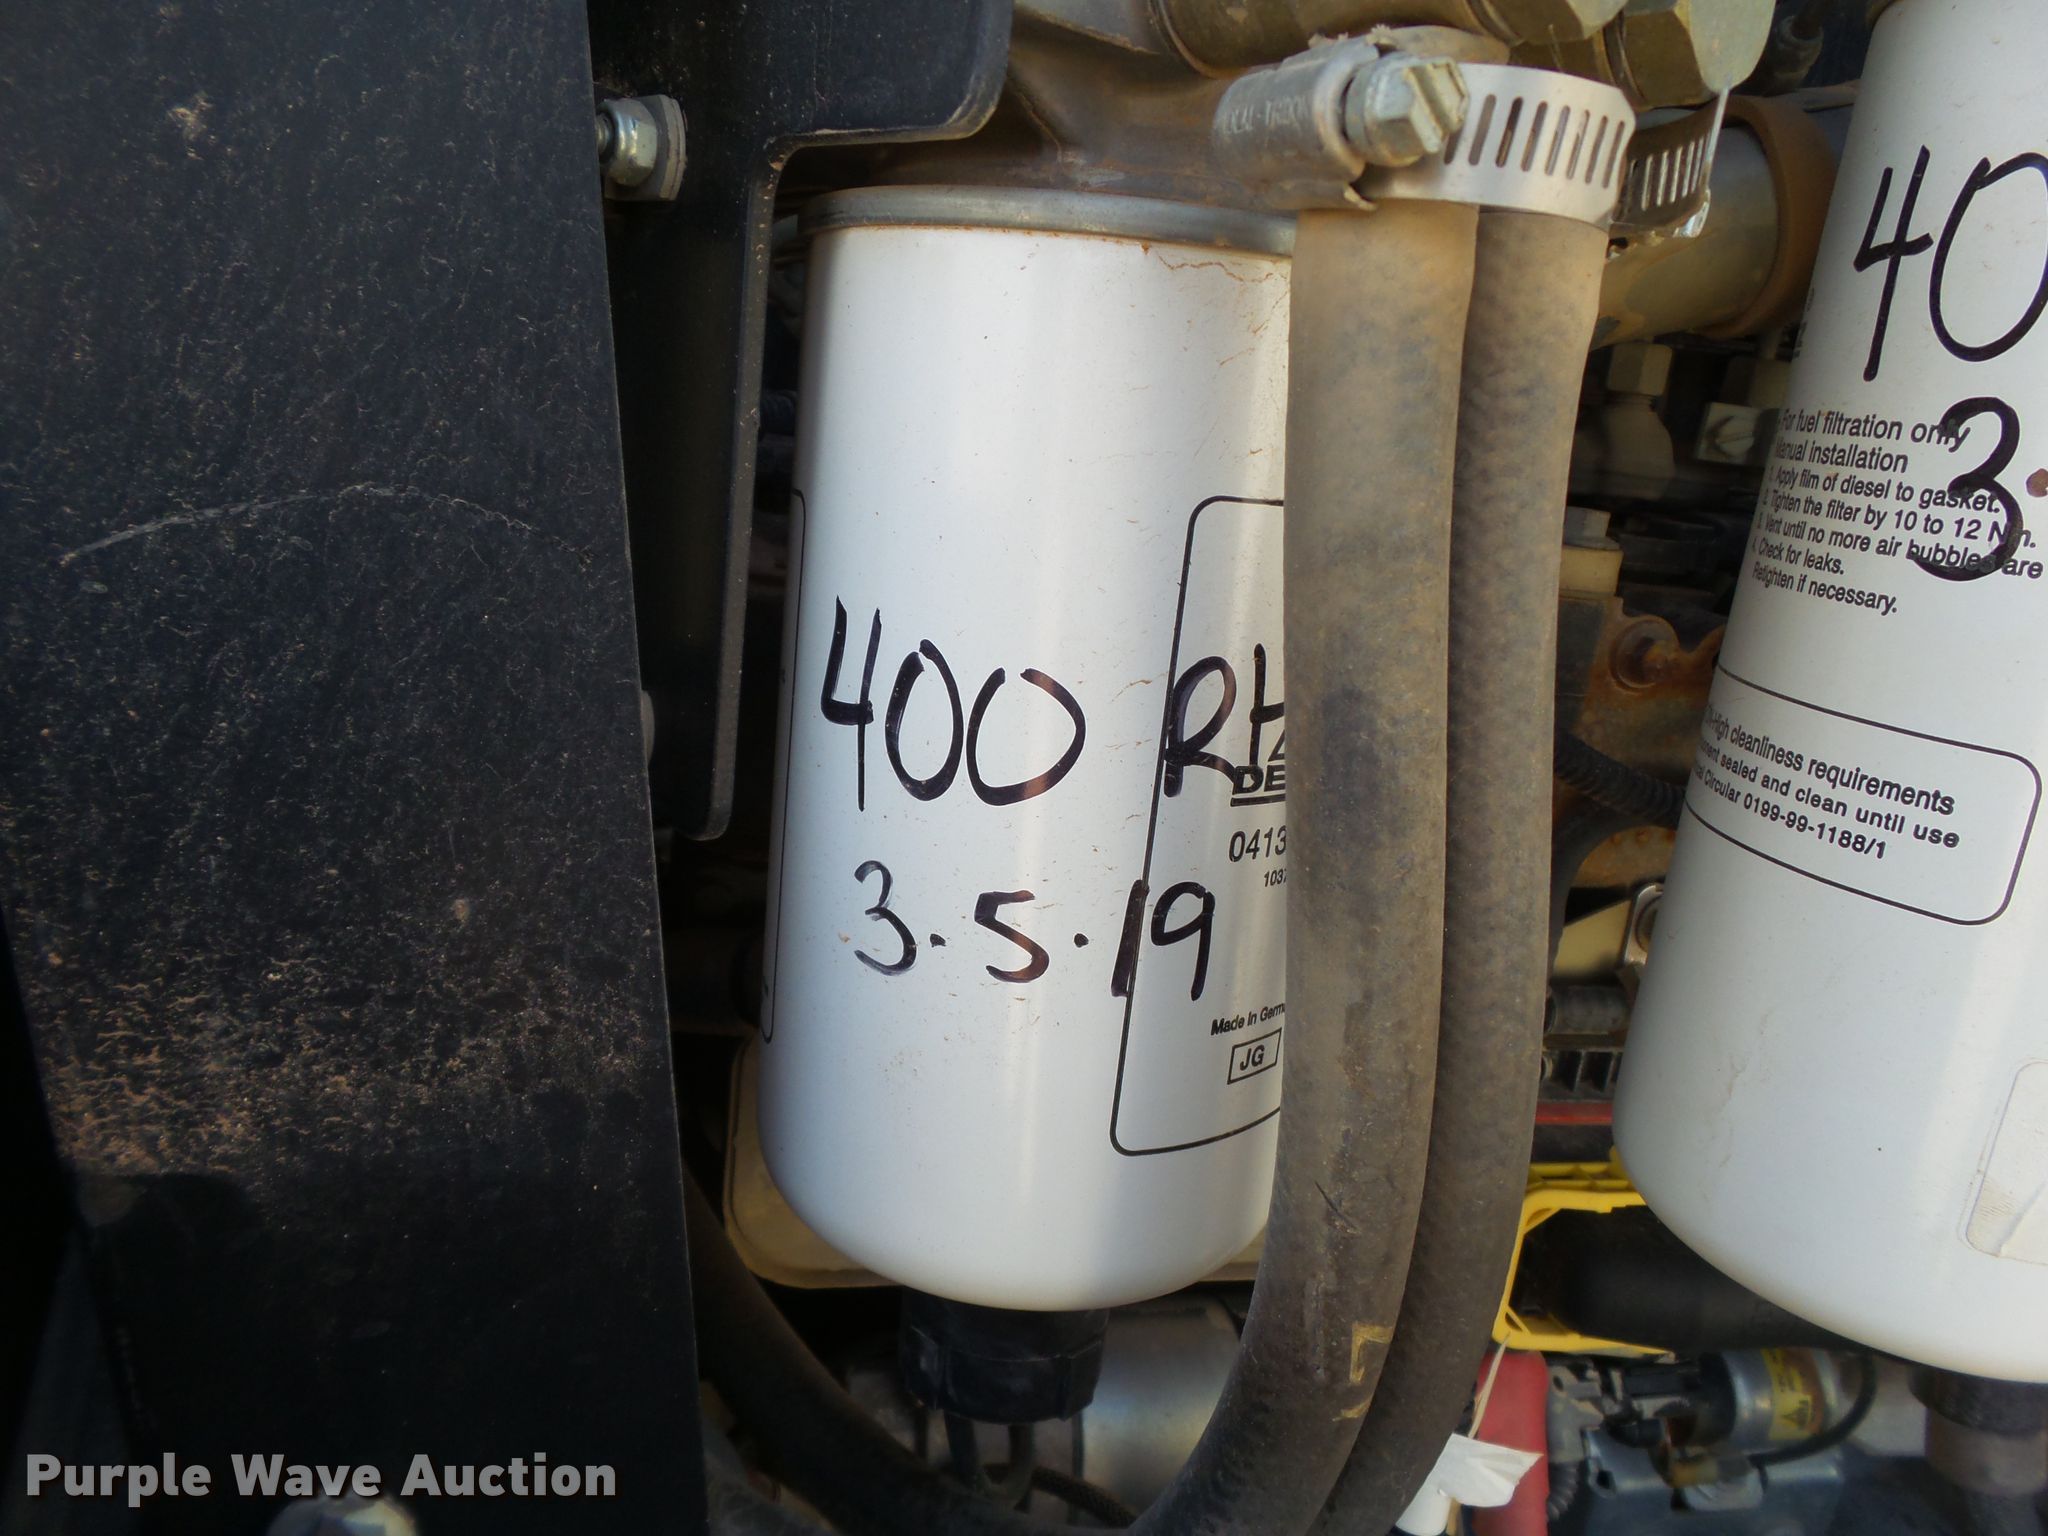 400 RH
3.5.19
DE
0413
103
Made In Germ
JG
40
3.
For fuel filtration only
Manual installation
1. Apply film of diesel to gasket.
2. Tighten the filter by 10 to 12 Nm.
3. Vent until no more air bubbles are
4. Check for leaks.
Retighten if necessary.
High cleanliness requirements
sealed and clean until use
Circular 0199-99-1188/1
Purple Wave Auction